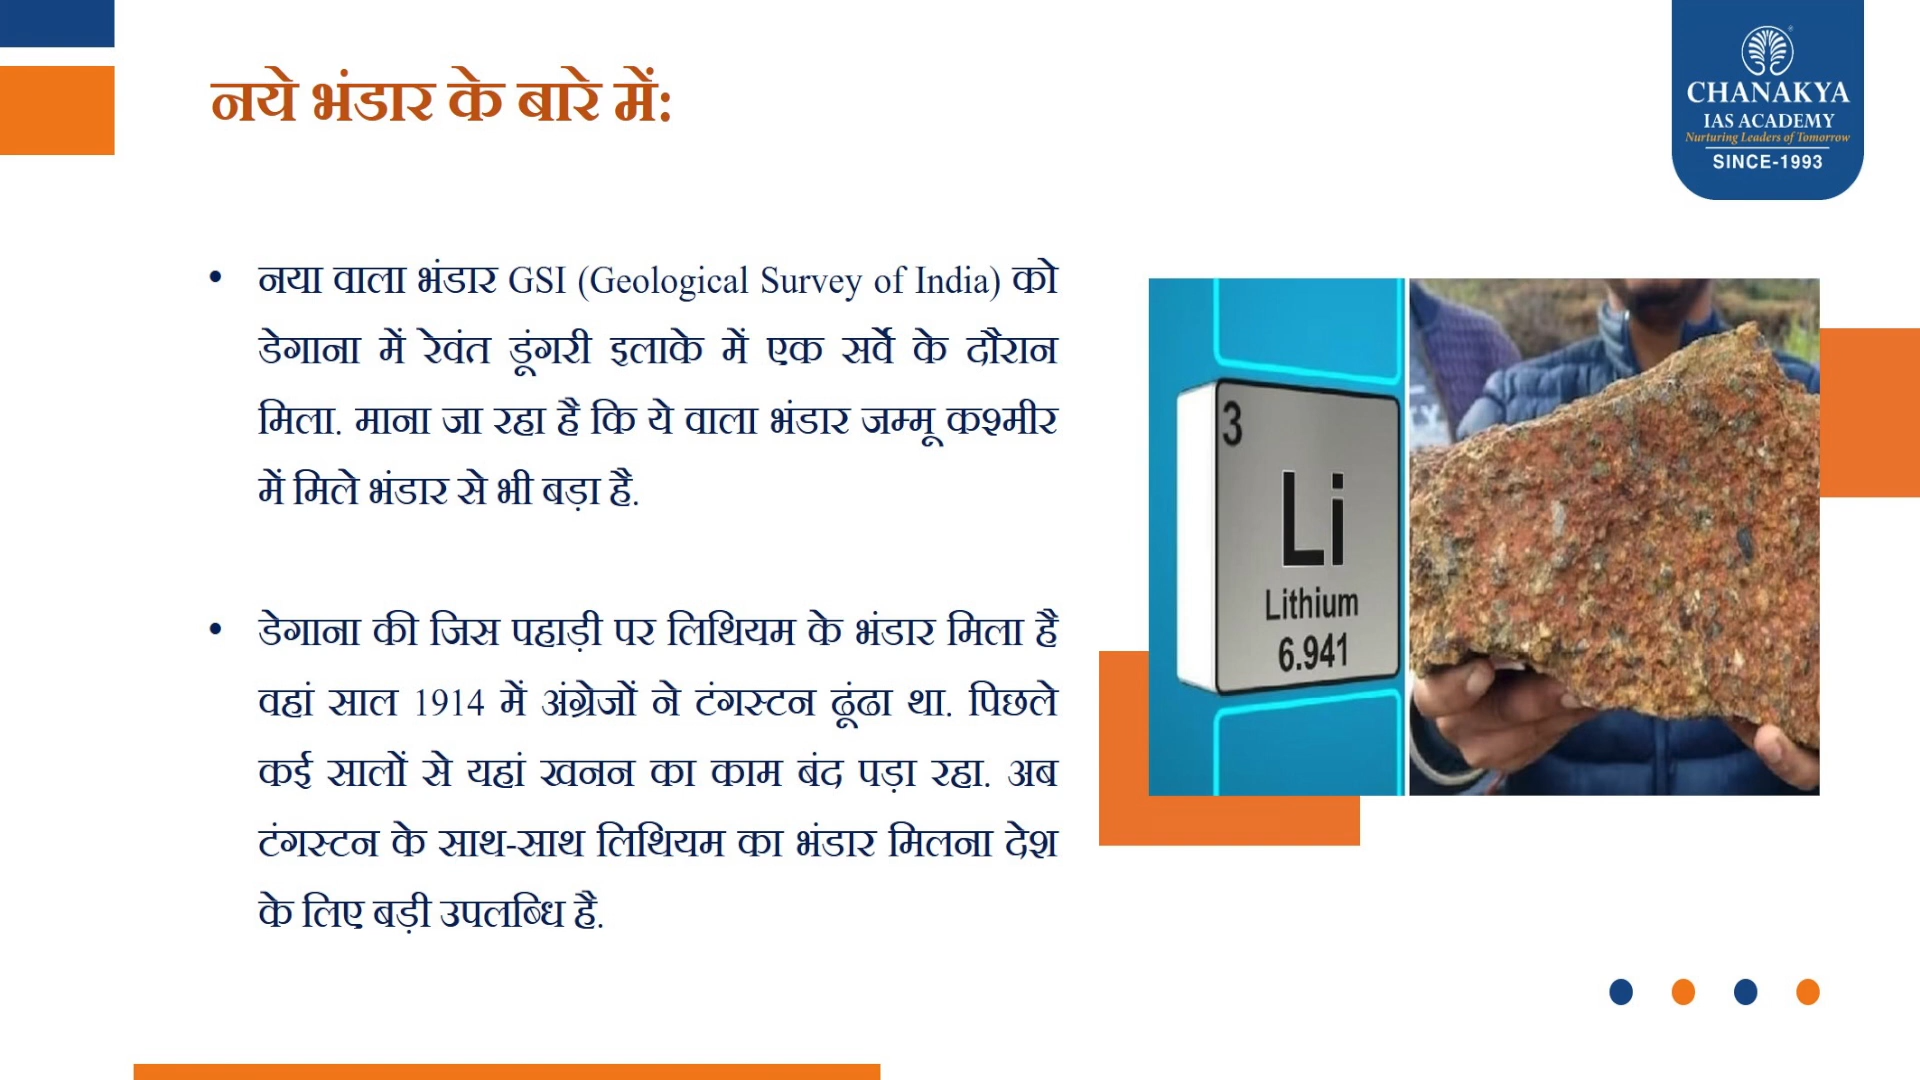 नये भंडार के बारे में:
CHANAKYA
IAS ACADEMY
Nurturing Leaders of Tomorrow
SINCE-1993
• नया वाला भंडार GSI (Geological Survey of India) को
डेगाना में रेवंत डूंगरी इलाके में एक सर्वे के दौरान
मिला. माना जा रहा है कि ये वाला भंडार जम्मू कश्मीर
में मिले भंडार से भी बड़ा है.
• डेगाना की जिस पहाड़ी पर लिथियम के भंडार मिला है
वहां साल 1914 में अंग्रेजों ने टंगस्टन ढूंढा था. पिछले
कई सालों से यहां खनन का काम बंद पड़ा रहा. अब
टंगस्टन के साथ-साथ लिथियम का भंडार मिलना देश
के लिए बड़ी उपलब्धि है.
3
Li
Lithium
6.941